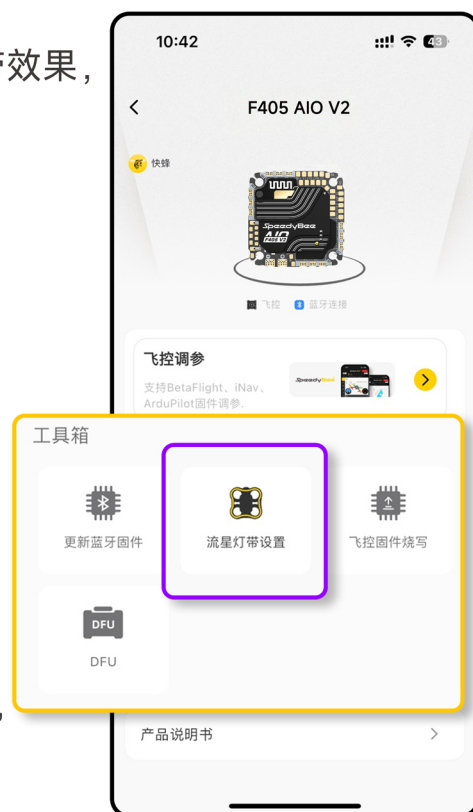 带效果，
10:42
43
F405 AIO V2
快蜂
SpeedyBee
AIO
F405 V2
飞控
蓝牙连接
飞控调参
支持BetaFlight、iNav、
ArduPilot固件调参.
SpeedyBee
工具箱
更新蓝牙固件
流星灯带设置
飞控固件烧写
DFU
DFU
，
产品说明书